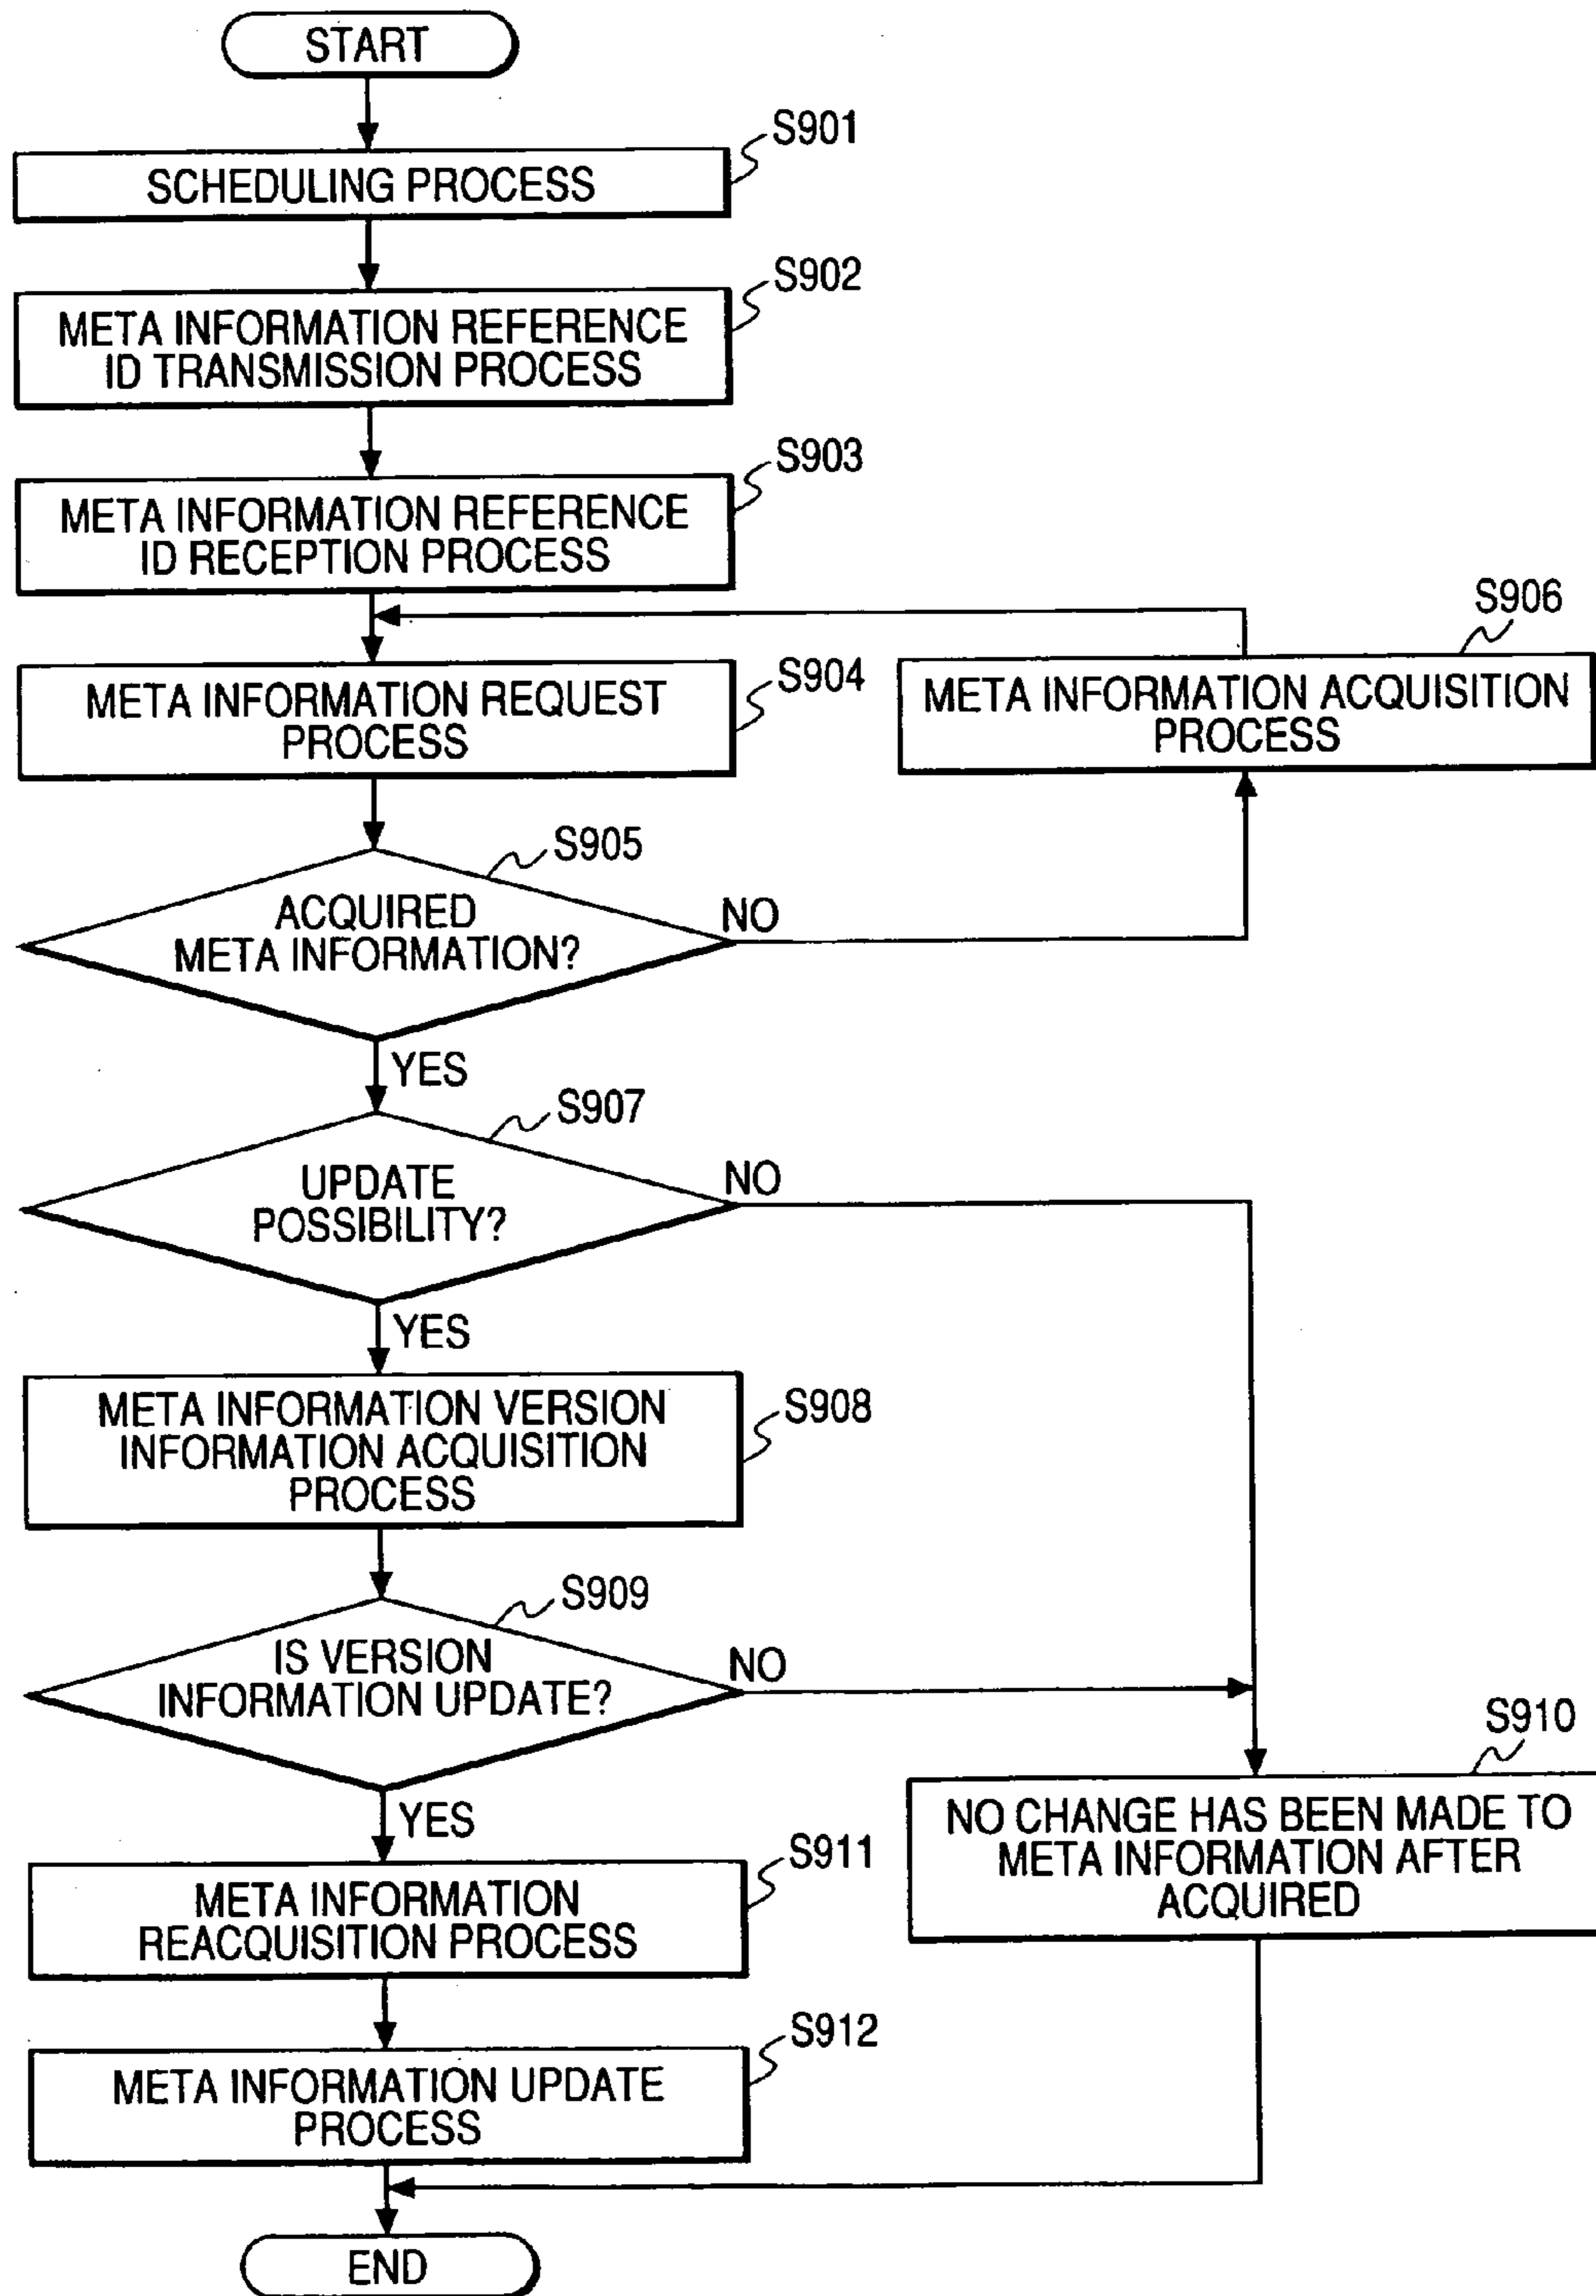 START
S901
SCHEDULING PROCESS
S902
META INFORMATION REFERENCE
ID TRANSMISSION PROCESS
S903
META INFORMATION REFERENCE
ID RECEPTION PROCESS
S904
META INFORMATION REQUEST
PROCESS
S906
META INFORMATION ACQUISITION
PROCESS
S905
ACQUIRED
META INFORMATION?
NO
YES
S907
UPDATE
POSSIBILITY?
NO
YES
S908
META INFORMATION VERSION
INFORMATION ACQUISITION
PROCESS
S909
IS VERSION
INFORMATION UPDATE?
NO
YES
S910
NO CHANGE HAS BEEN MADE TO
META INFORMATION AFTER
ACQUIRED
S911
META INFORMATION
REACQUISITION PROCESS
S912
META INFORMATION UPDATE
PROCESS
END